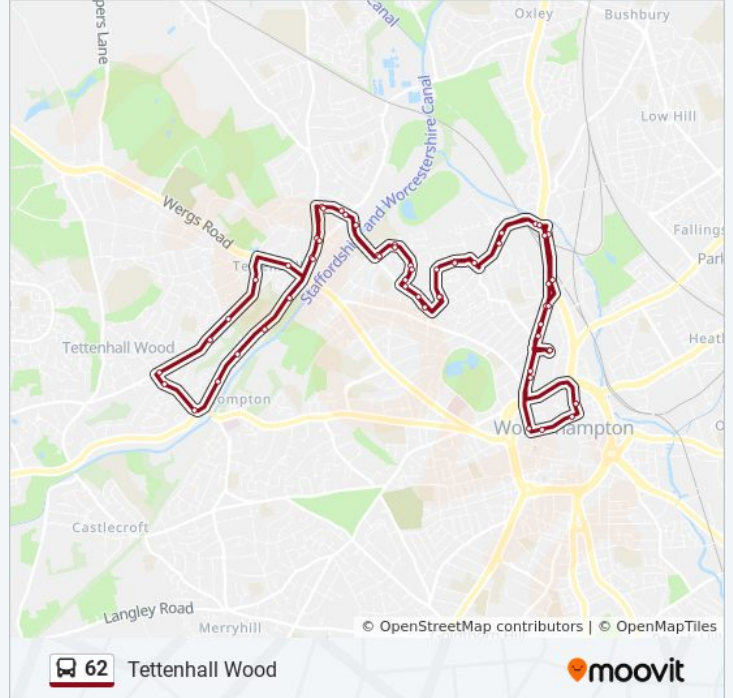 Canal
Oxley
Bushbury
pers Lane
Staffordshire and Worcestershire Canal
Low Hill
Wergs Road
Fallings
Park
Tettenhall Wood
Heath
ompton
Castlecroft
Langley Road
Merryhill
© OpenStreetMap contributors | © OpenMapTiles
62 Tettenhall Wood
moovit